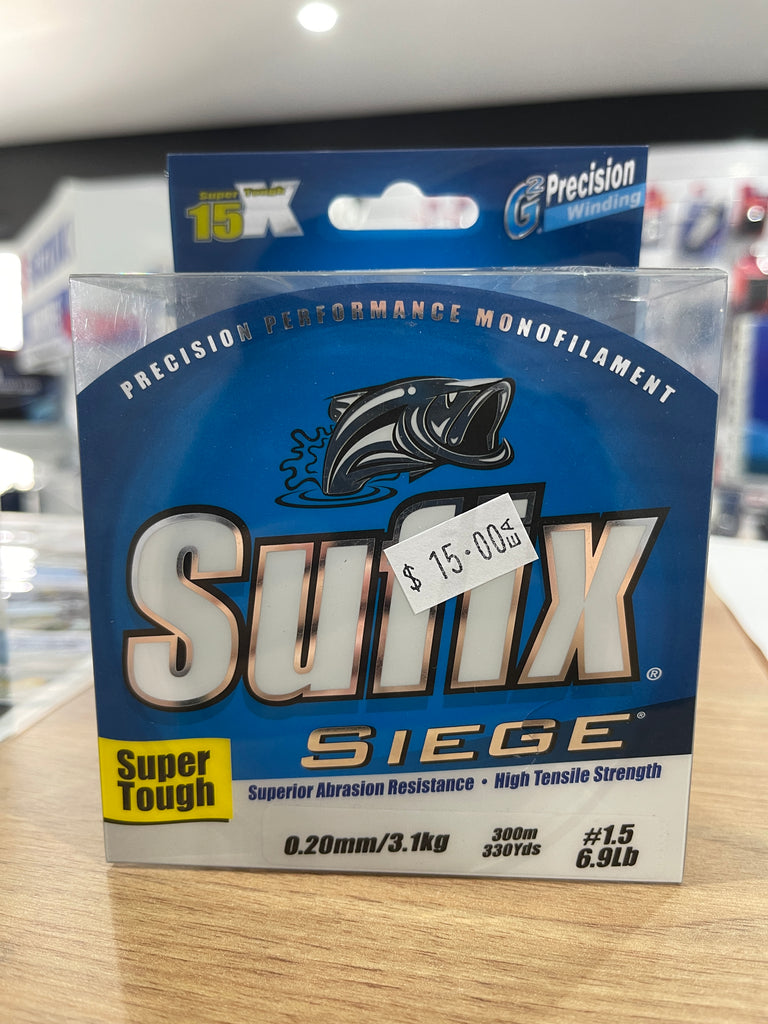 Super Tough
15X
G2 Precision
Winding
PRECISION PERFORMANCE MONOFILAMENT
Sufix®
$ 15.00 EA
SIEGE®
Super
Tough
Superior Abrasion Resistance • High Tensile Strength
0.20mm/3.1kg
300m
330Yds
#1.5
6.9Lb